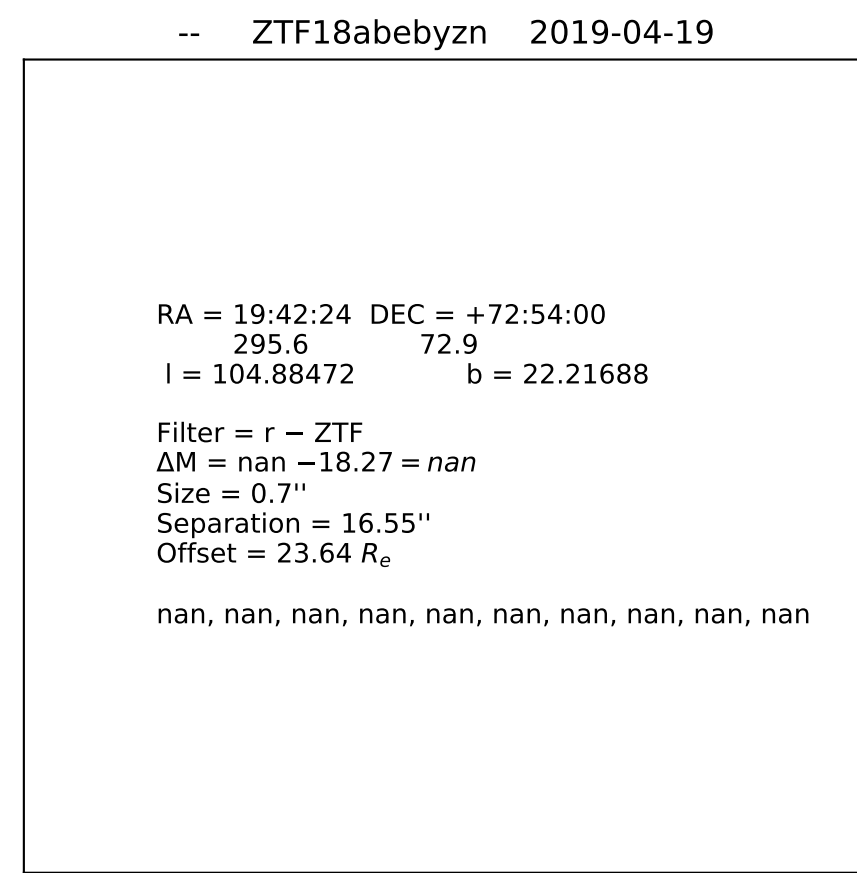 -- ZTF18abebyzn 2019-04-19
RA = 19:42:24 DEC = +72:54:00
295.6 72.9
l = 104.88472 b = 22.21688
Filter = r − ZTF
ΔM = nan −18.27 = nan
Size = 0.7''
Separation = 16.55''
Offset = 23.64 Rₑ
nan, nan, nan, nan, nan, nan, nan, nan, nan, nan